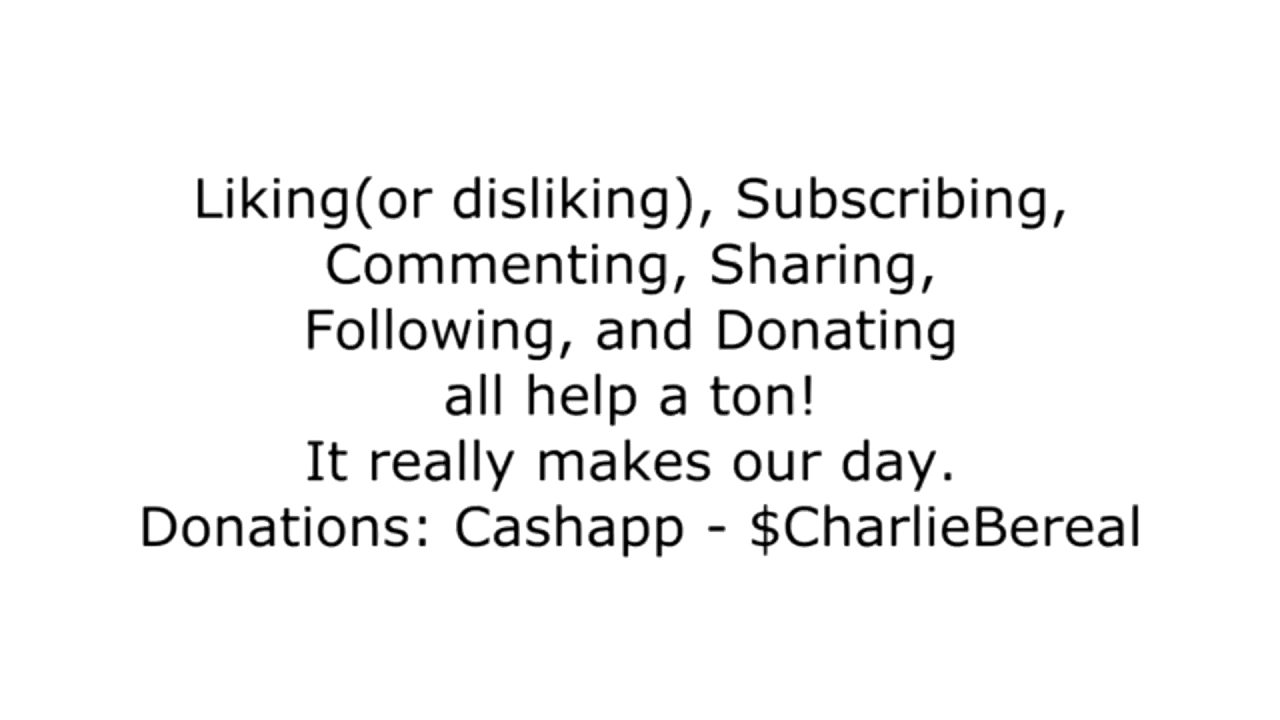 Liking(or disliking), Subscribing,
Commenting, Sharing,
Following, and Donating
all help a ton!
It really makes our day.
Donations: Cashapp - $CharlieBereal